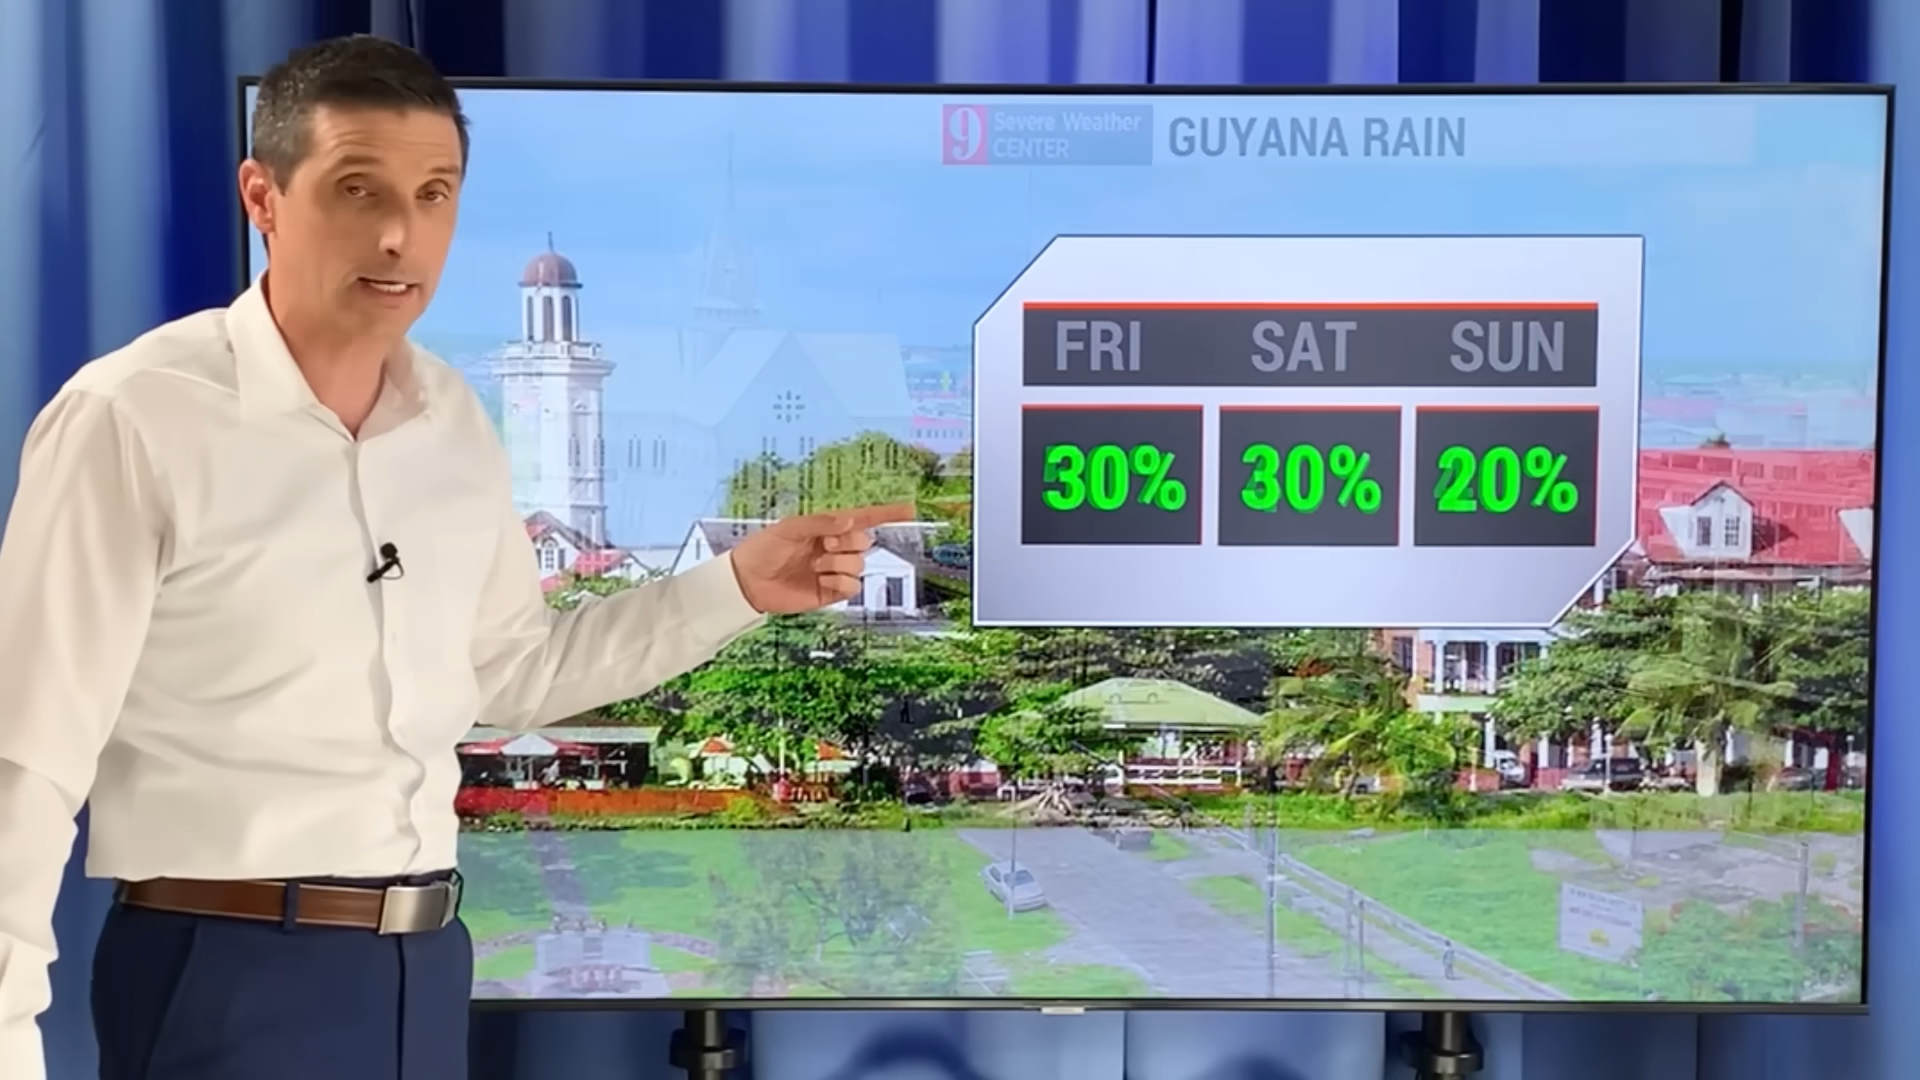 9 Severe Weather
CENTER
GUYANA RAIN
FRI SAT SUN
30% 30% 20%